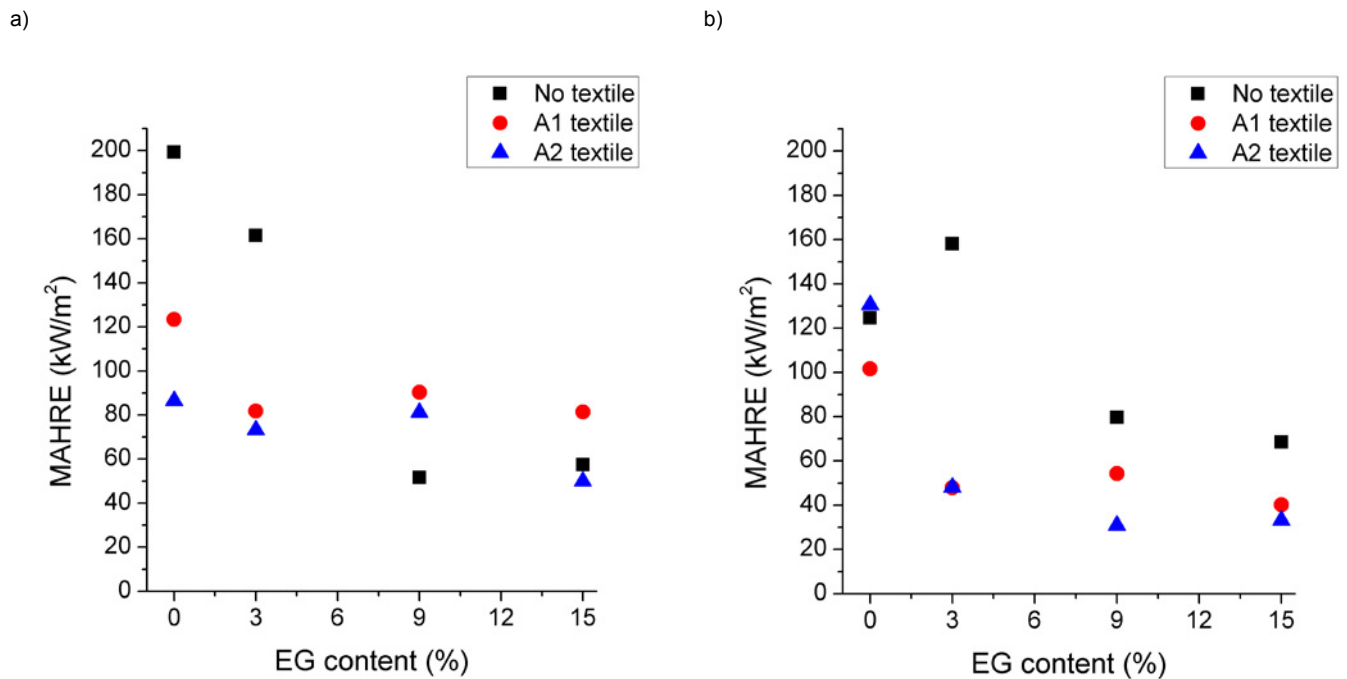 a)
No textile
A1 textile
A2 textile
200
180
160
140
120
100
80
60
40
20
0
MAHRE (kW/m²)
0 3 6 9 12 15
EG content (%)
b)
No textile
A1 textile
A2 textile
200
180
160
140
120
100
80
60
40
20
0
MAHRE (kW/m²)
0 3 6 9 12 15
EG content (%)